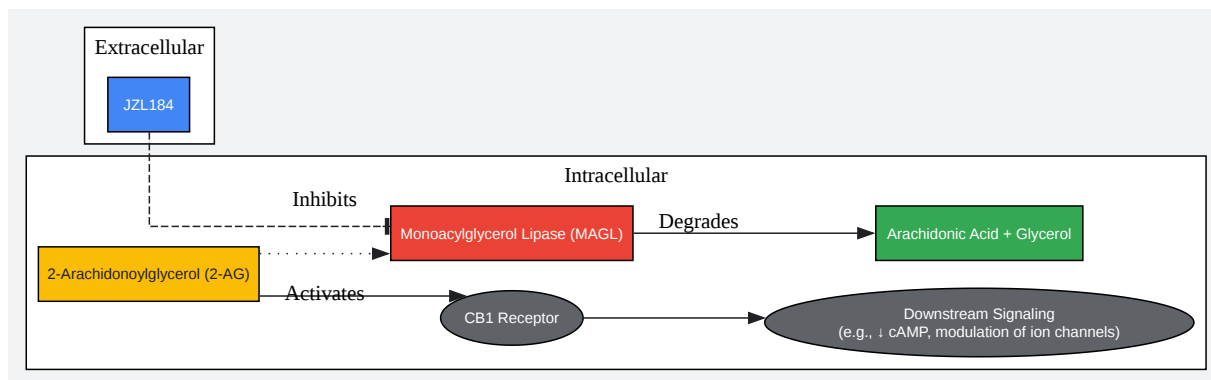 Extracellular
JZL184
Intracellular
Inhibits
Monoacylglycerol Lipase (MAGL)
Degrades
Arachidonic Acid + Glycerol
2-Arachidonoylglycerol (2-AG)
Activates
CB1 Receptor
Downstream Signaling
(e.g., ↓ cAMP, modulation of ion channels)